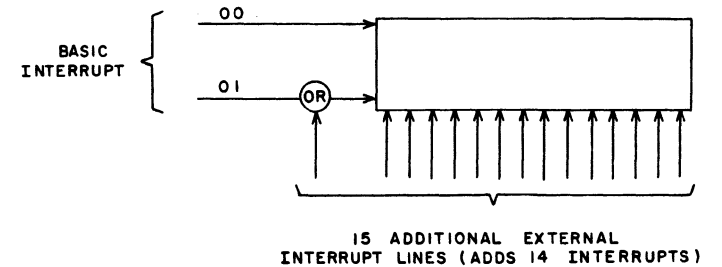 00
BASIC
INTERRUPT
01
OR
15 ADDITIONAL EXTERNAL
INTERRUPT LINES (ADDS 14 INTERRUPTS)